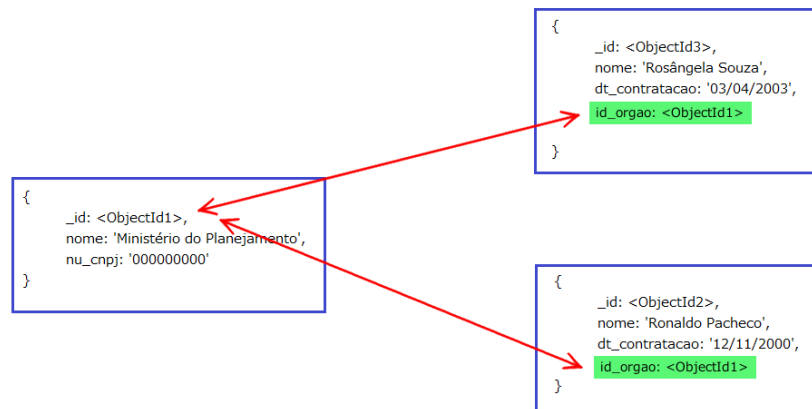 {
_id: <ObjectId3>,
nome: 'Rosângela Souza',
dt_contratacao: '03/04/2003',
id_orgao: <ObjectId1>
}
{
_id: <ObjectId1>,
nome: 'Ministério do Planejamento',
nu_cnpj: '000000000'
}
{
_id: <ObjectId2>,
nome: 'Ronaldo Pacheco',
dt_contratacao: '12/11/2000',
id_orgao: <ObjectId1>
}